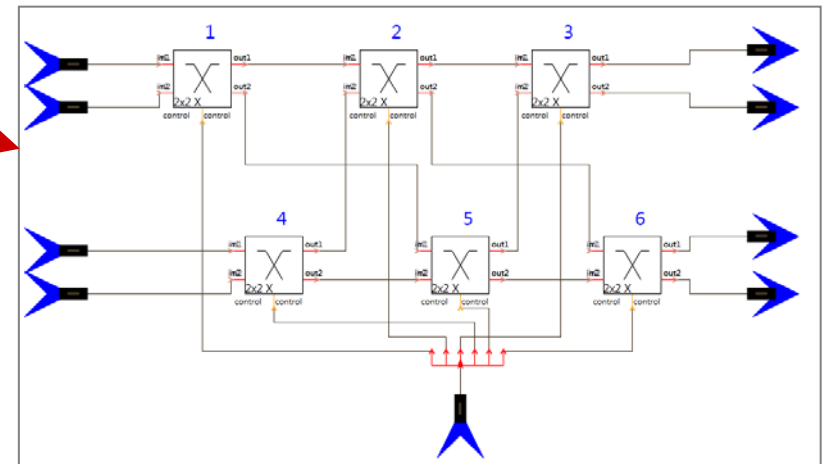 1 2 3
in1 out1 in1 out1 in1 out1
in2 out2 in2 out2 in2 out2
2x2 X 2x2 X 2x2 X
control control control control control control
4 5 6
in1 out1 in1 out1 in1 out1
in2 out2 in2 out2 in2 out2
2x2 X 2x2 X 2x2 X
control control control control control control